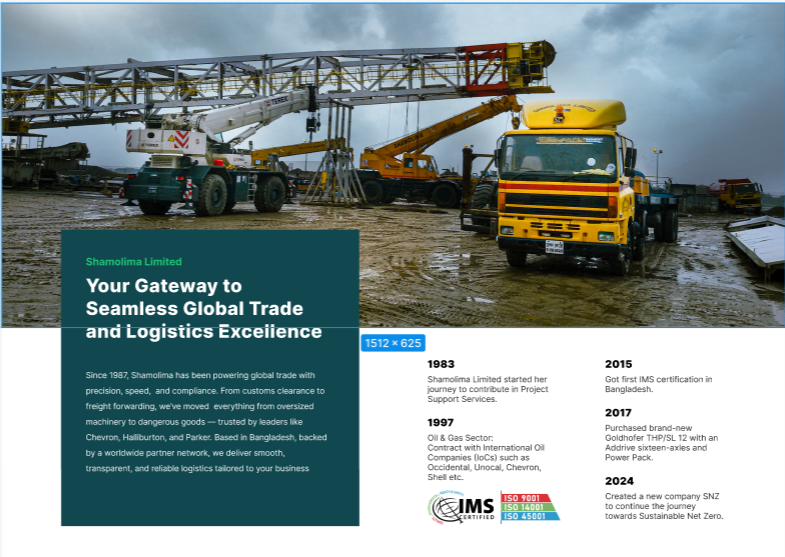 TEREX
Shamolima Limited
Your Gateway to
Seamless Global Trade
and Logistics Excellence
Since 1987, Shamolima has been powering global trade with
precision, speed, and compliance. From customs clearance to
freight forwarding, we've moved everything from oversized
machinery to dangerous goods — trusted by leaders like
Chevron, Halliburton, and Parker. Based in Bangladesh, backed
by a worldwide partner network, we deliver smooth,
transparent, and reliable logistics tailored to your business
1512 × 625
1983
Shamolima Limited started her
journey to contribute in Project
Support Services.
1997
Oil & Gas Sector:
Contract with International Oil
Companies (IoCs) such as
Occidental, Unocal, Chevron,
Shell etc.
IMS
CERTIFIED
ISO 9001
ISO 14001
ISO 45001
2015
Got first IMS certification in
Bangladesh.
2017
Purchased brand-new
Goldhofer THP/SL 12 with an
Addrive sixteen-axles and
Power Pack.
2024
Created a new company SNZ
to continue the journey
towards Sustainable Net Zero.